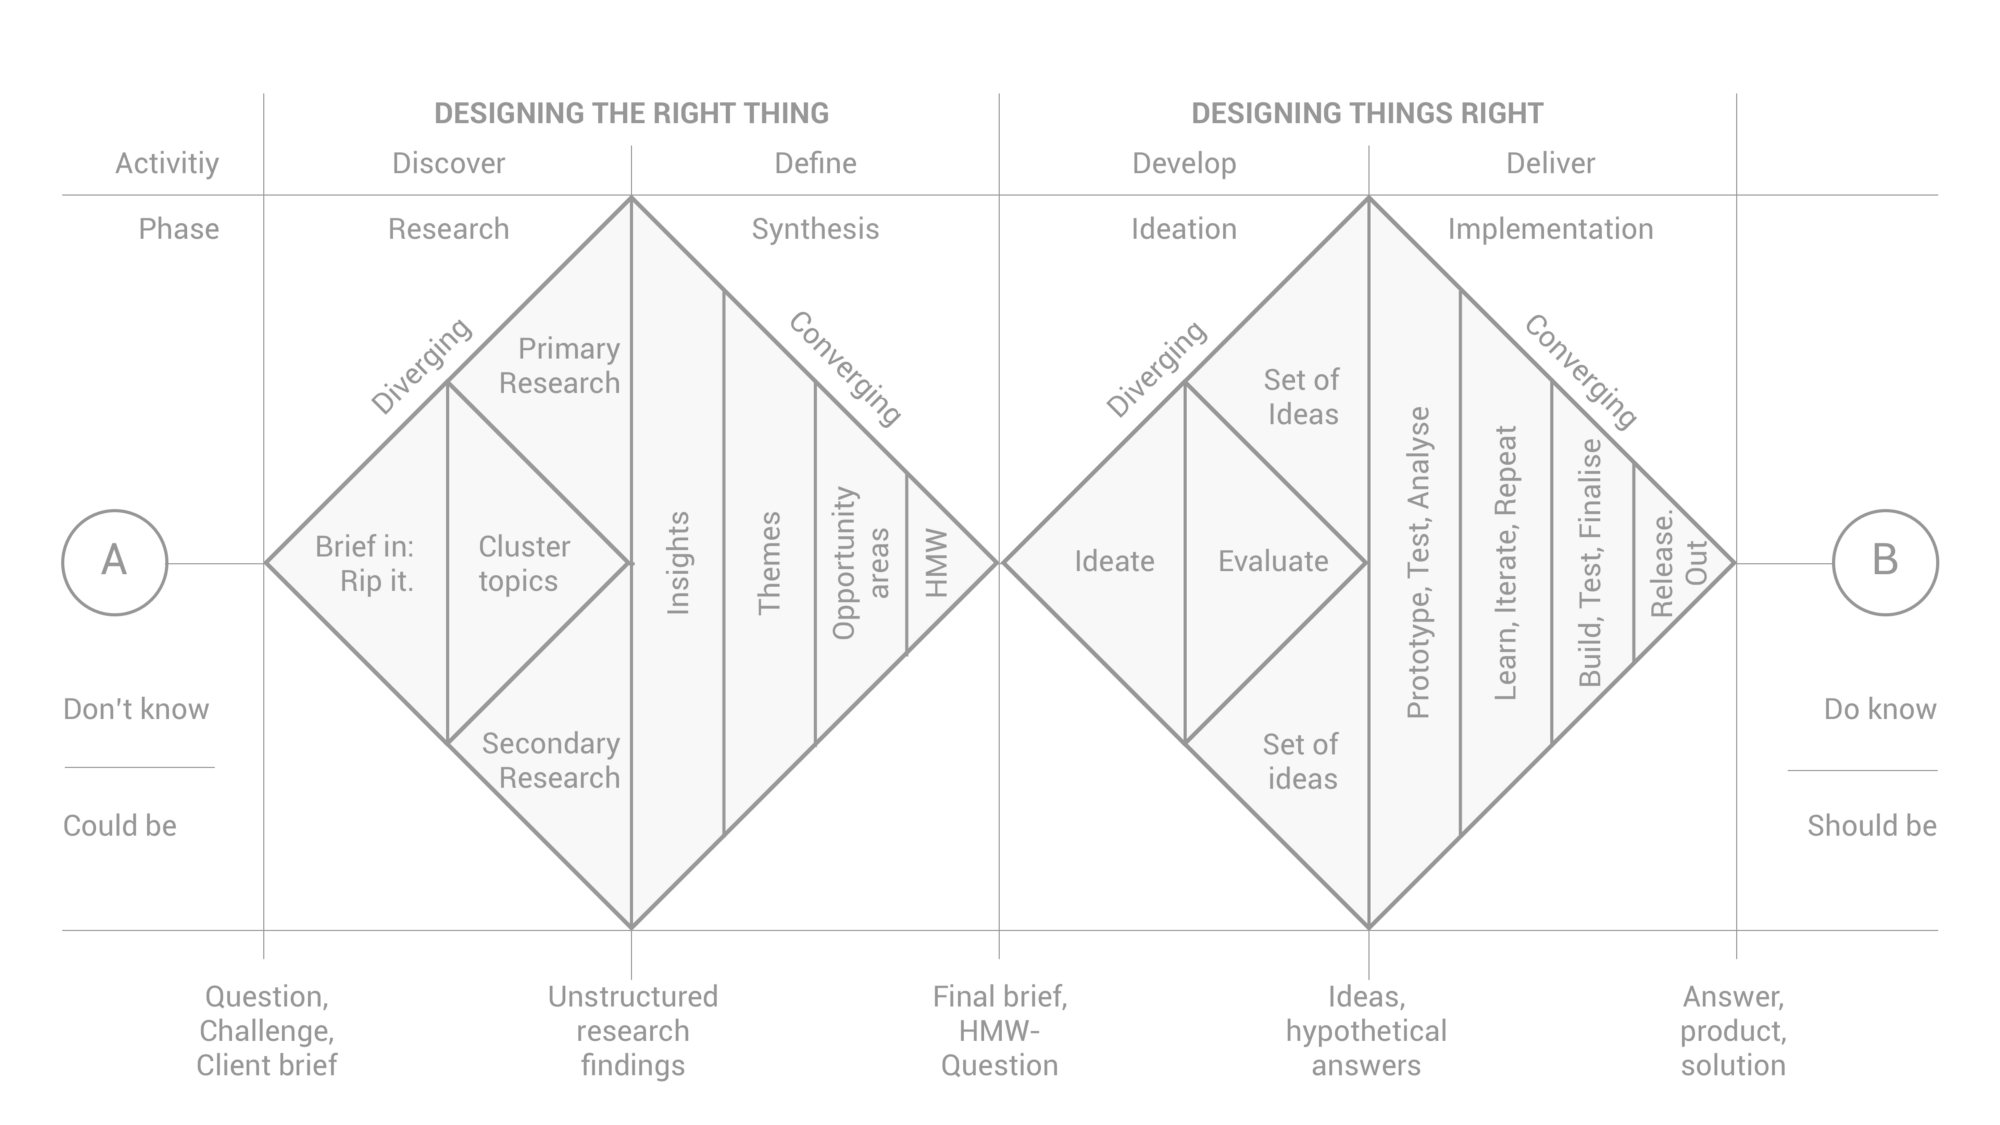 DESIGNING THE RIGHT THING
DESIGNING THINGS RIGHT
Activitiy
Discover
Define
Develop
Deliver
Phase
Research
Synthesis
Ideation
Implementation
Diverging
Converging
Diverging
Converging
Primary
Research
Set of
Ideas
A
Brief in:
Rip it.
Cluster
topics
Insights
Themes
Opportunity
areas
HMW
Ideate
Evaluate
Prototype, Test, Analyse
Learn, Iterate, Repeat
Build, Test, Finalise
Release.
Out
B
Don't know
Could be
Secondary
Research
Set of
ideas
Do know
Should be
Question,
Challenge,
Client brief
Unstructured
research
findings
Final brief,
HMW-
Question
Ideas,
hypothetical
answers
Answer,
product,
solution